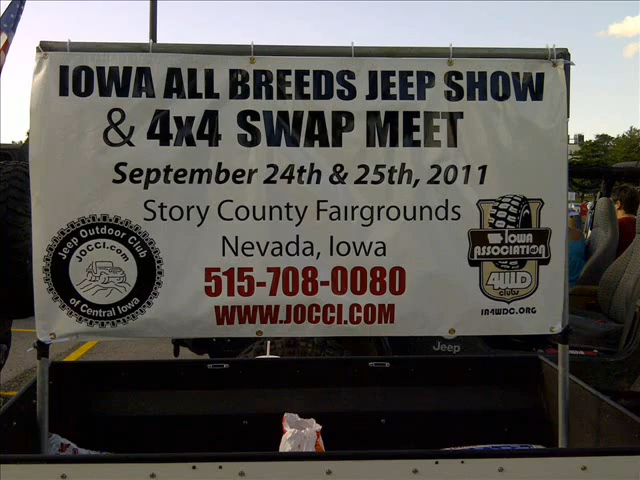 IOWA ALL BREEDS JEEP SHOW
& 4x4 SWAP MEET
September 24th & 25th, 2011
Story County Fairgrounds
Nevada, Iowa
515-708-0080
WWW.JOCCI.COM
Jeep Outdoor Club
JOCCI.com
of Central Iowa
IOWA
ASSOCIATION
of
4WD
clubs
IA4WDC.ORG
Jeep